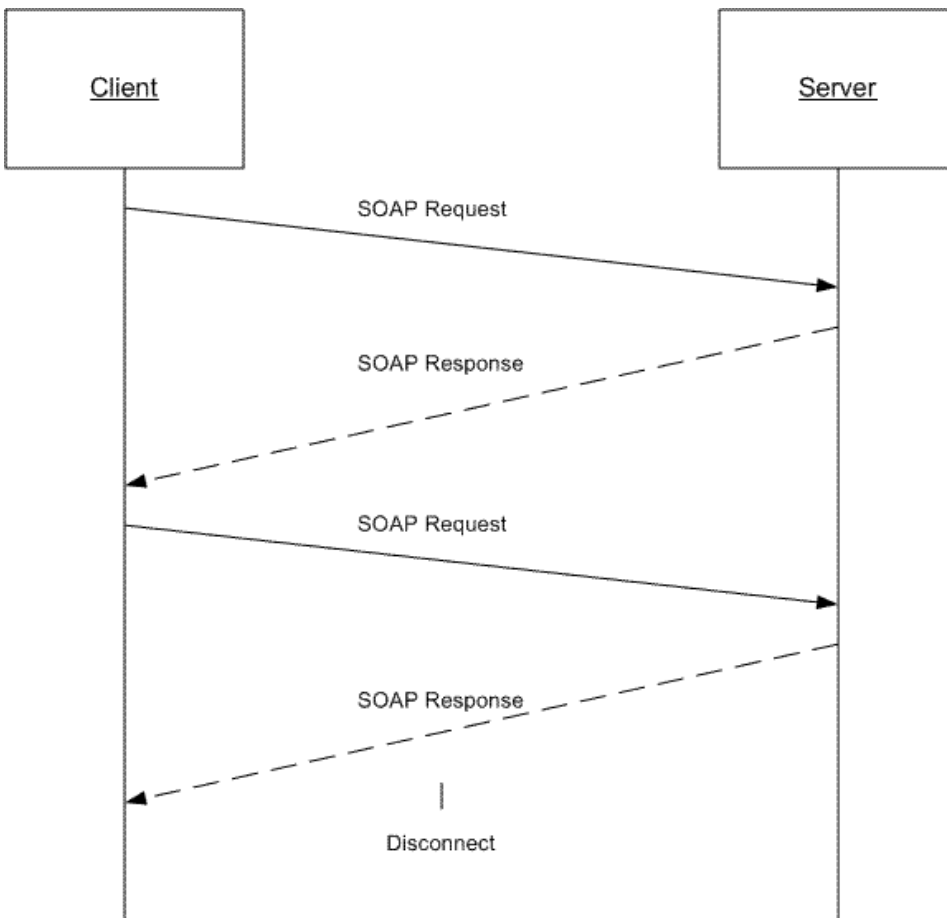 Client
Server
SOAP Request
SOAP Response
SOAP Request
SOAP Response
Disconnect